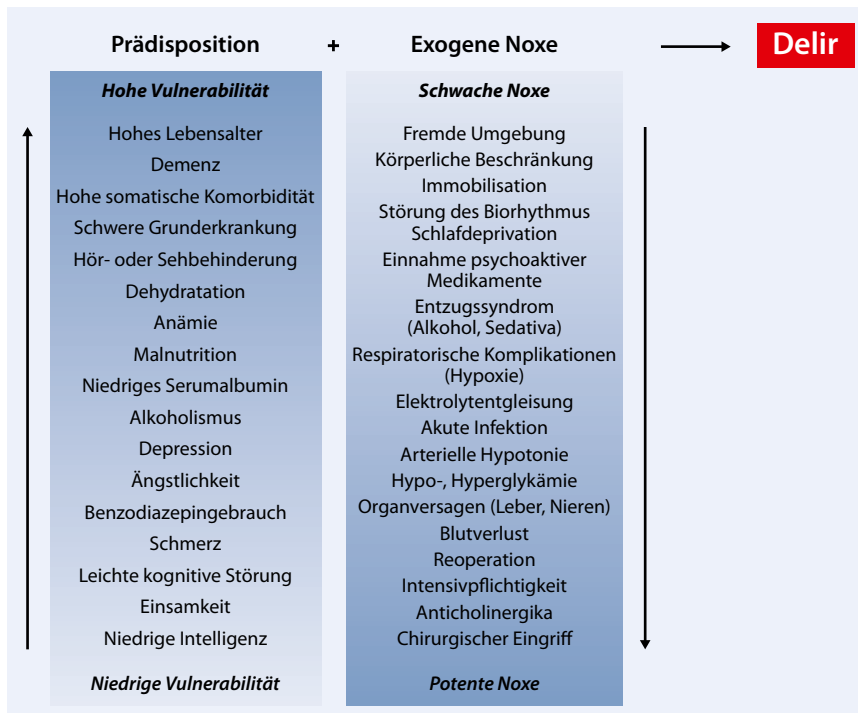 Prädisposition + Exogene Noxe Delir
Hohe Vulnerabilität
Hohes Lebensalter
Demenz
Hohe somatische Komorbidität
Schwere Grunderkrankung
Hör- oder Sehbehinderung
Dehydratation
Anämie
Malnutrition
Niedriges Serumalbumin
Alkoholismus
Depression
Ängstlichkeit
Benzodiazepingebrauch
Schmerz
Leichte kognitive Störung
Einsamkeit
Niedrige Intelligenz
Niedrige Vulnerabilität
Schwache Noxe
Fremde Umgebung
Körperliche Beschränkung
Immobilisation
Störung des Biorhythmus
Schlafdeprivation
Einnahme psychoaktiver
Medikamente
Entzugssyndrom
(Alkohol, Sedativa)
Respiratorische Komplikationen
(Hypoxie)
Elektrolytentgleisung
Akute Infektion
Arterielle Hypotonie
Hypo-, Hyperglykämie
Organversagen (Leber, Nieren)
Blutverlust
Reoperation
Intensivpflichtigkeit
Anticholinergika
Chirurgischer Eingriff
Potente Noxe